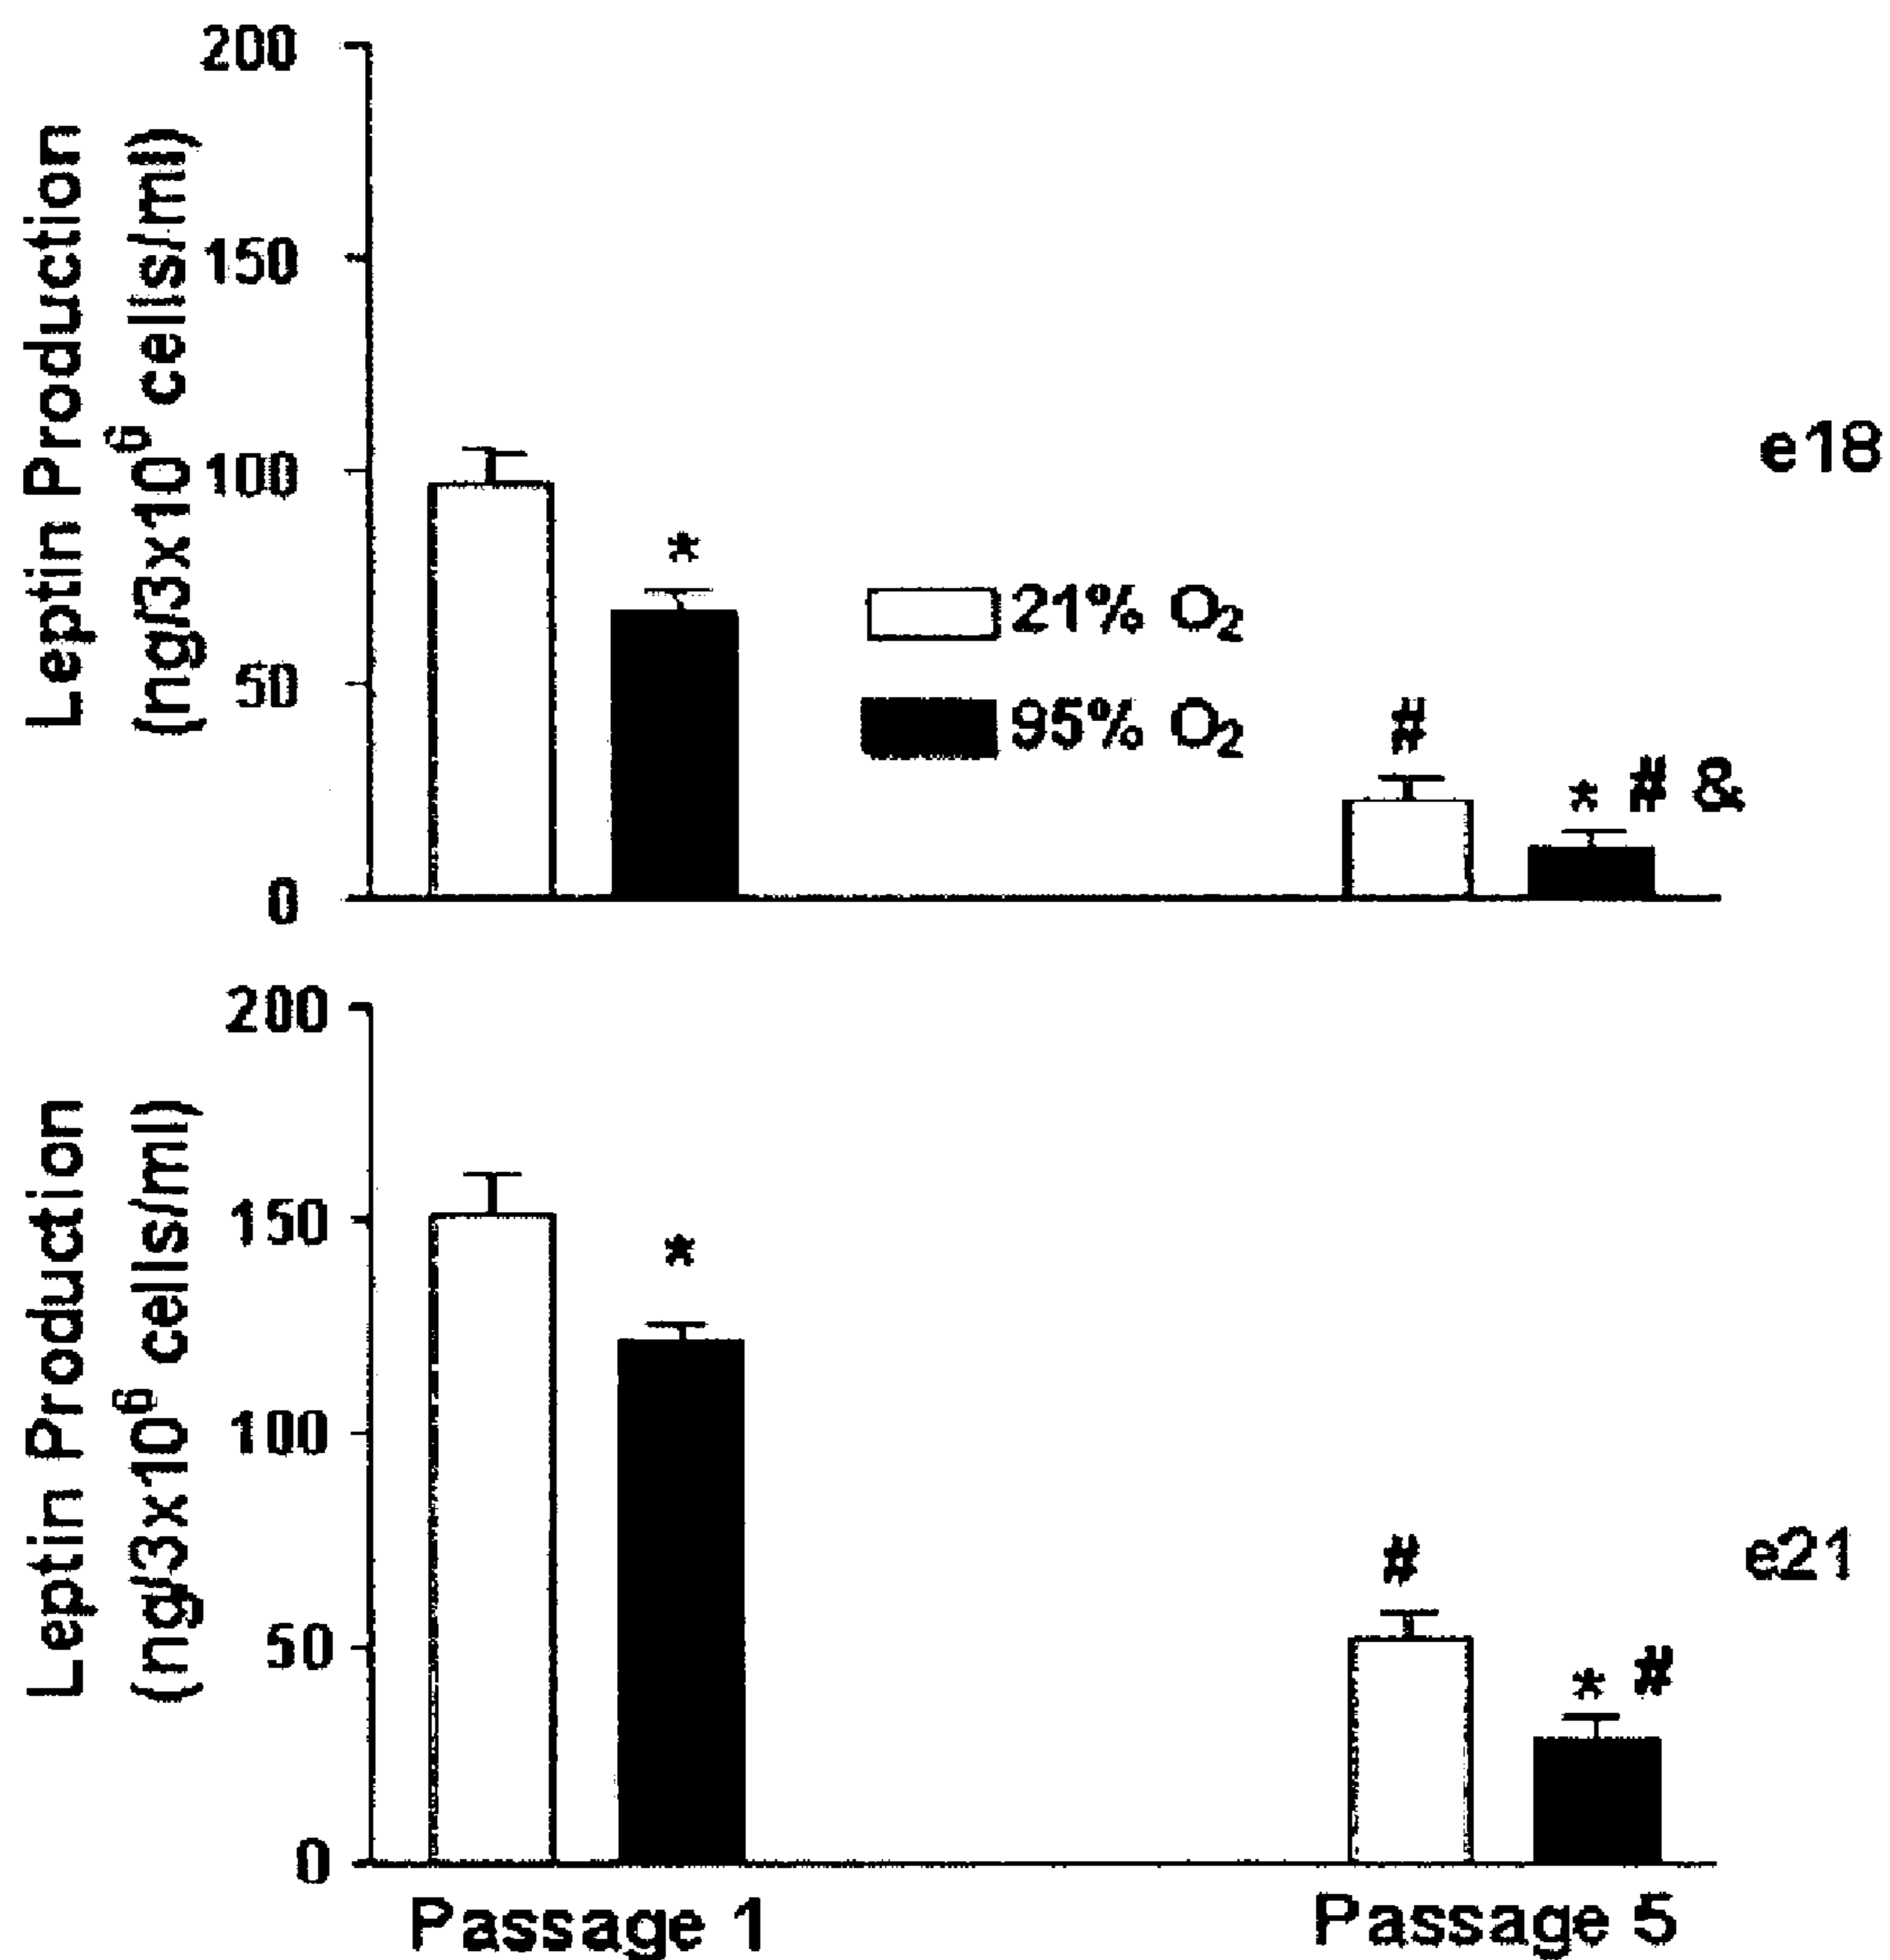 Leptin Production
(ng/3x10⁶ cells/ml)
200
150
100
50
0
*
21% O₂
95% O₂
#
* # &
e18
Leptin Production
(ng/3x10⁶ cells/ml)
200
150
100
50
0
*
#
* #
e21
Passage 1
Passage 5